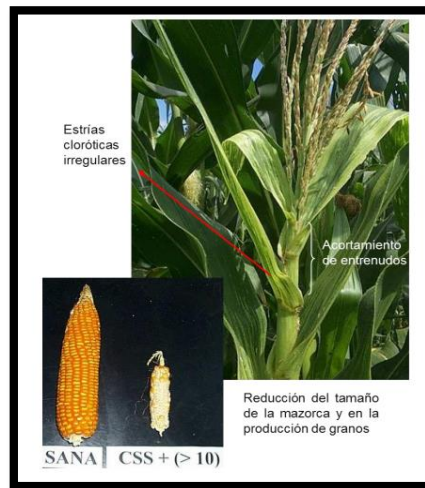 Estrías
cloróticas
irregulares
Acortamiento
de entrenudos
Reducción del tamaño
de la mazorca y en la
producción de granos
SANA | CSS + (> 10)